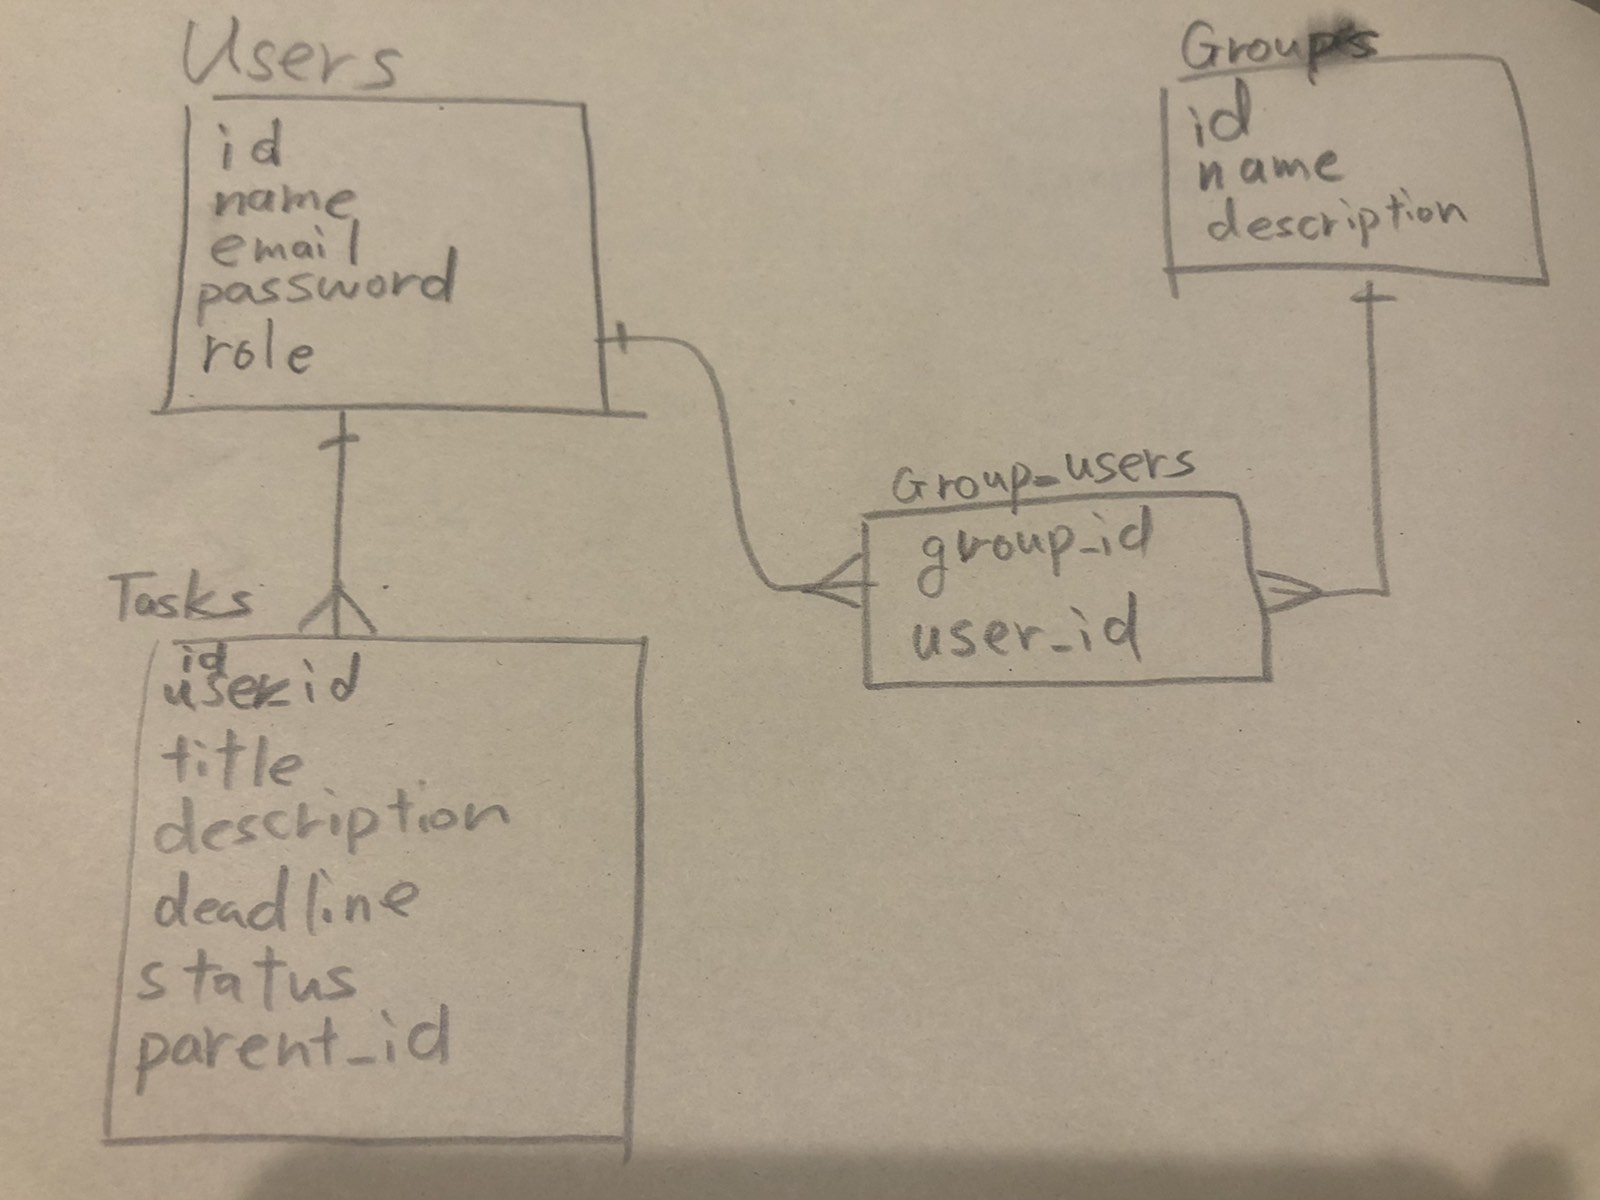 Users
id
name
email
password
role
Groups
id
name
description
Group_users
group_id
user_id
Tasks
id
user_id
title
description
deadline
status
parent_id